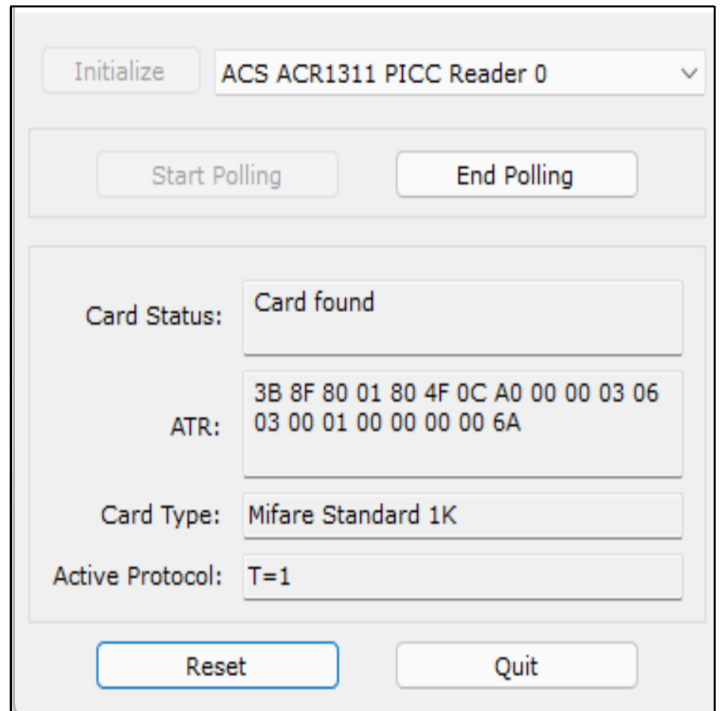 Initialize
ACS ACR1311 PICC Reader 0
Start Polling
End Polling
Card Status:
Card found
ATR:
3B 8F 80 01 80 4F 0C A0 00 00 03 06
03 00 01 00 00 00 00 6A
Card Type:
Mifare Standard 1K
Active Protocol:
T=1
Reset
Quit